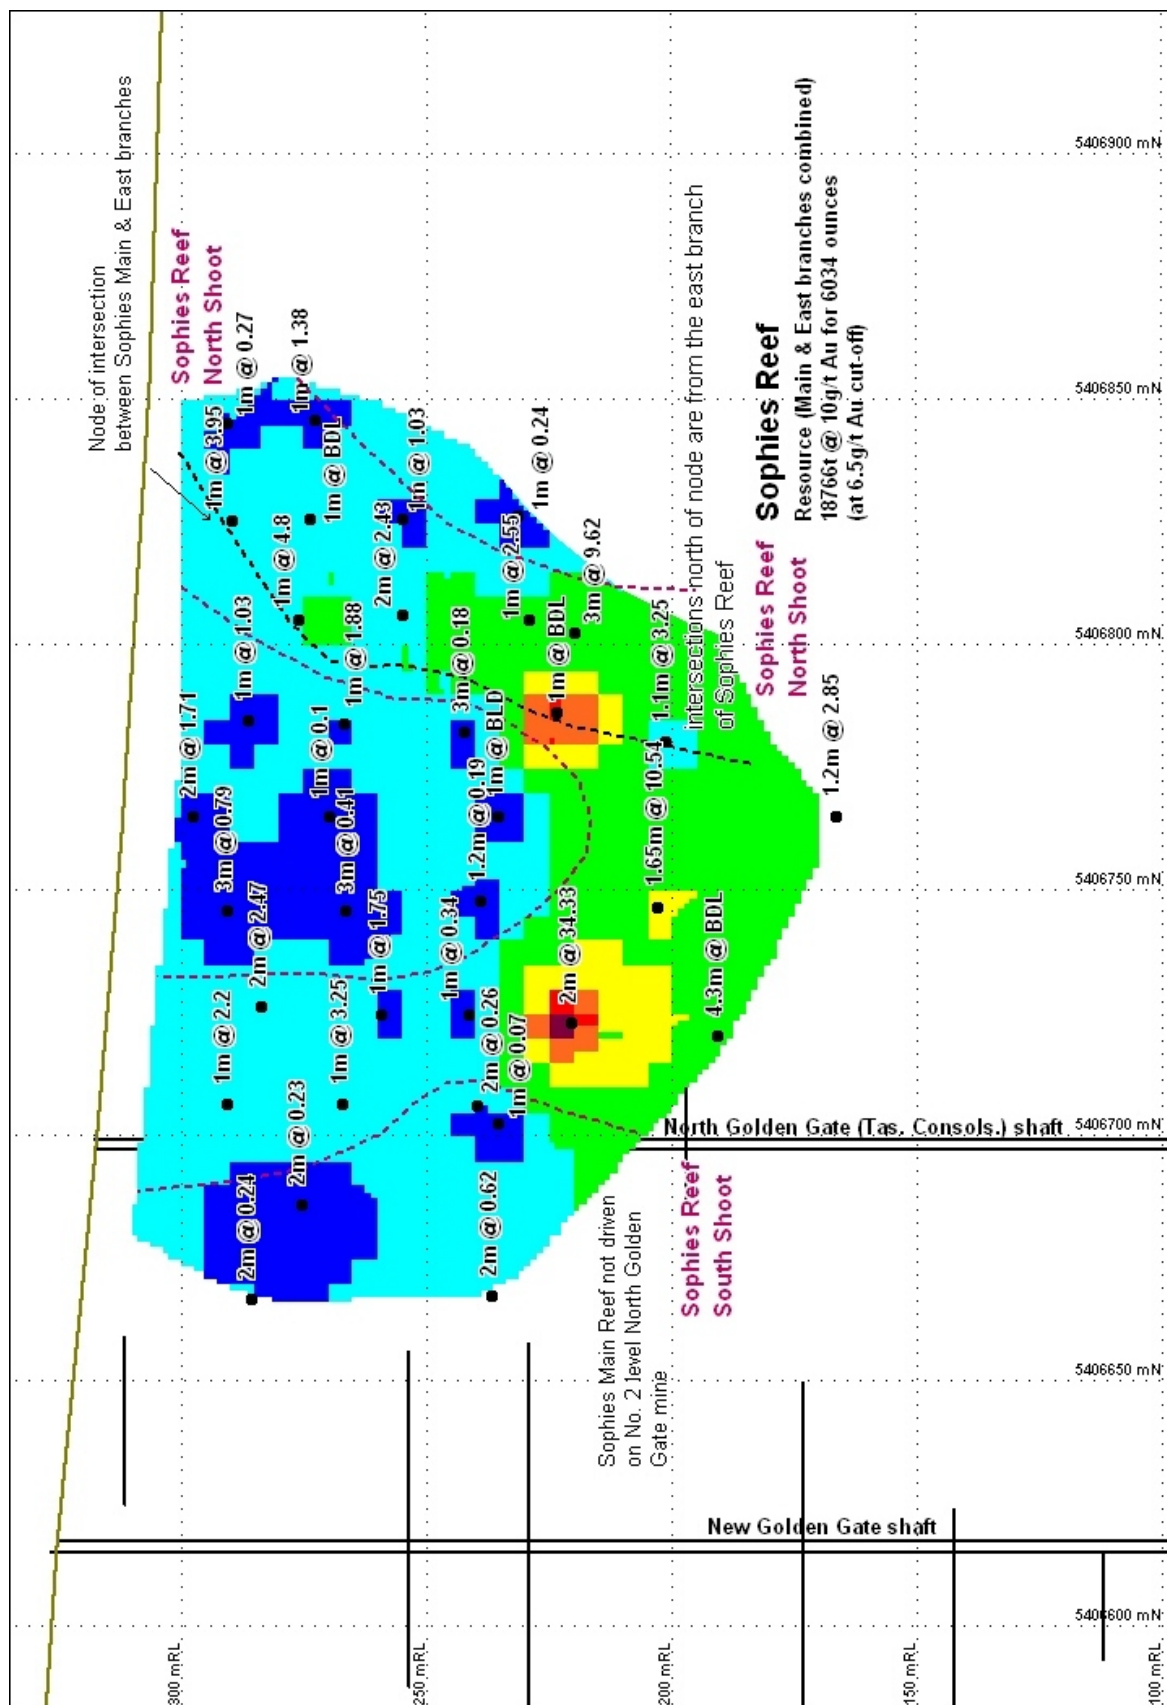 Node of intersection
between Sophies Main & East branches
Sophies Reef
North Shoot
1m @ 0.27
1m @ 1.38
1m @ 3.95
1m @ BDL
1m @ 1.03
1m @ 4.8
2m @ 2.43
1m @ 0.24
1m @ 2.55
3m @ 9.62
1m @ 1.03
1m @ 1.88
3m @ 0.18
1m @ BDL
1.1m @ 3.25
2m @ 1.71
1m @ 0.1
1m @ BLD
1.2m @ 2.85
3m @ 0.79
3m @ 0.41
1.2m @ 0.19
1.65m @ 10.54
2m @ 2.47
1m @ 1.75
1m @ 0.34
2m @ 34.33
4.3m @ BDL
1m @ 2.2
1m @ 3.25
2m @ 0.26
1m @ 0.07
2m @ 0.23
2m @ 0.24
2m @ 0.62
intersections north of node are from the east branch
of Sophies Reef
Sophies Reef
North Shoot
Sophies Reef
Resource (Main & East branches combined)
18766t @ 10g/t Au for 6034 ounces
(at 6.5g/t Au cut-off)
North Golden Gate (Tas. Consols.) shaft
Sophies Reef
South Shoot
Sophies Main Reef not driven
on No. 2 level North Golden
Gate mine
New Golden Gate shaft
5406900 mN
5406850 mN
5406800 mN
5406750 mN
5406700 mN
5406650 mN
5406600 mN
300 mRL
250 mRL
200 mRL
150 mRL
100 mRL